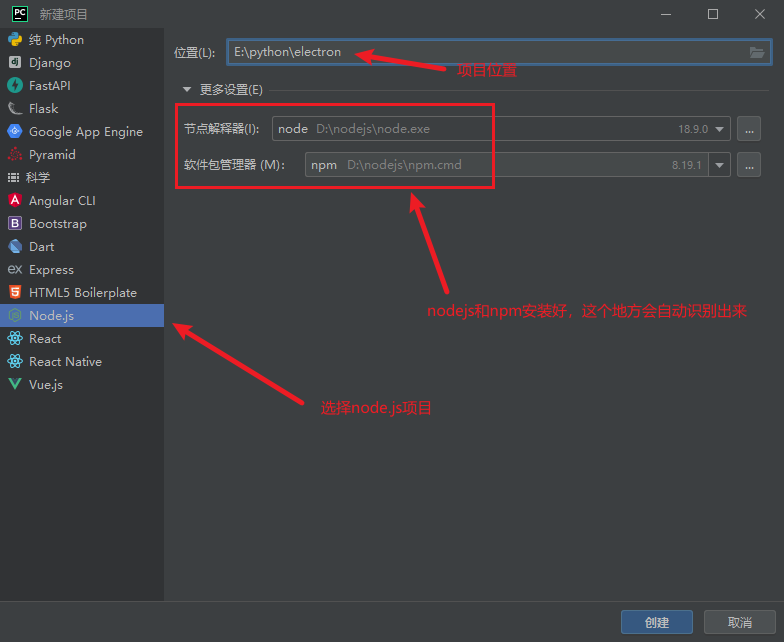 PC 新建项目
纯 Python
Django
FastAPI
Flask
Google App Engine
Pyramid
科学
Angular CLI
Bootstrap
Dart
Express
HTML5 Boilerplate
Node.js
React
React Native
Vue.js
位置(L): E:\python\electron
项目位置
更多设置(E)
节点解释器(I): node D:\nodejs\node.exe 18.9.0 ...
软件包管理器 (M): npm D:\nodejs\npm.cmd 8.19.1 ...
nodejs和npm安装好，这个地方会自动识别出来
选择node.js项目
创建 取消